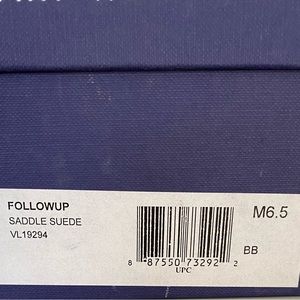 FOLLOWUP
SADDLE SUEDE
VL19294
M6.5
BB
8 87550 73292 2
UPC